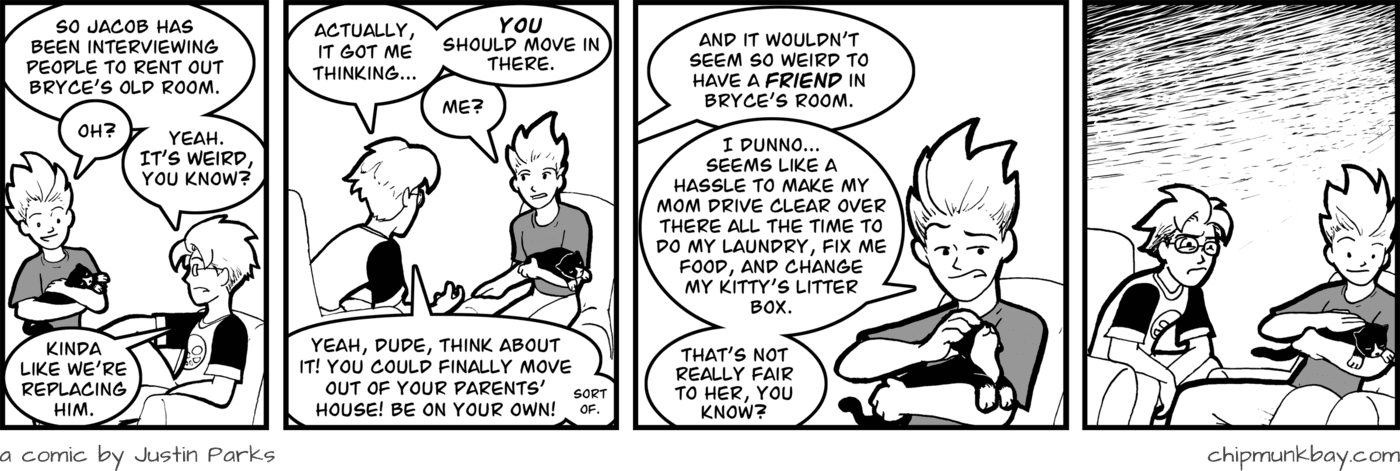 SO JACOB HAS
BEEN INTERVIEWING
PEOPLE TO RENT OUT
BRYCE'S OLD ROOM.
OH?
YEAH.
IT'S WEIRD,
YOU KNOW?
KINDA
LIKE WE'RE
REPLACING
HIM.
ACTUALLY,
IT GOT ME
THINKING...
YOU
SHOULD MOVE IN
THERE.
ME?
YEAH, DUDE, THINK ABOUT
IT! YOU COULD FINALLY MOVE
OUT OF YOUR PARENTS'
HOUSE! BE ON YOUR OWN!
SORT
OF.
AND IT WOULDN'T
SEEM SO WEIRD TO
HAVE A FRIEND IN
BRYCE'S ROOM.
I DUNNO...
SEEMS LIKE A
HASSLE TO MAKE MY
MOM DRIVE CLEAR OVER
THERE ALL THE TIME TO
DO MY LAUNDRY, FIX ME
FOOD, AND CHANGE
MY KITTY'S LITTER
BOX.
THAT'S NOT
REALLY FAIR
TO HER, YOU
KNOW?
a comic by Justin Parks
chipmunkbay.com